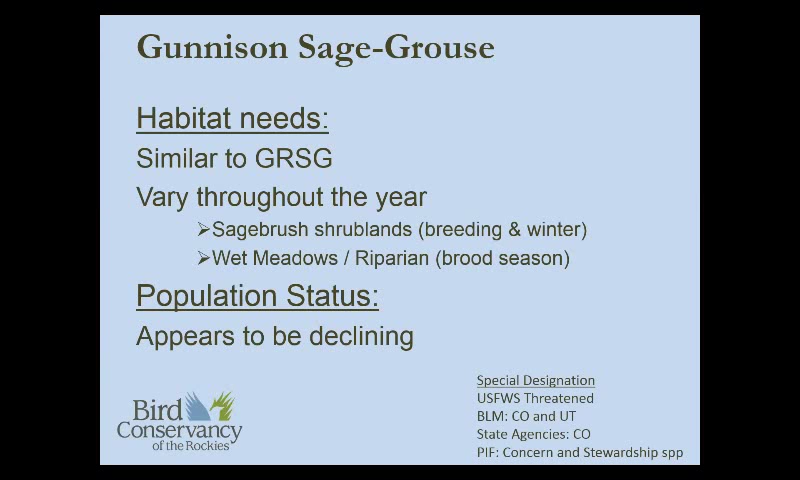 Gunnison Sage-Grouse
Habitat needs:
Similar to GRSG
Vary throughout the year
➢Sagebrush shrublands (breeding & winter)
➢Wet Meadows / Riparian (brood season)
Population Status:
Appears to be declining
Special Designation
USFWS Threatened
BLM: CO and UT
State Agencies: CO
PIF: Concern and Stewardship spp
Bird
Conservancy
of the Rockies